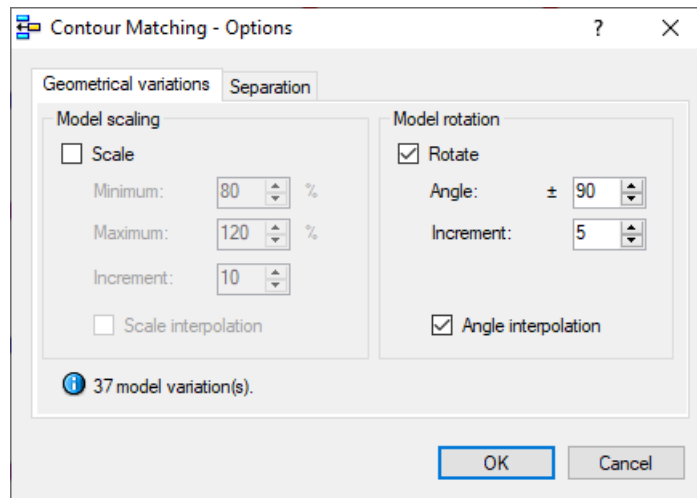 Contour Matching - Options ?
Geometrical variations Separation
Model scaling
Scale
Minimum: 80 %
Maximum: 120 %
Increment: 10
Scale interpolation
Model rotation
Rotate
Angle: ± 90
Increment: 5
Angle interpolation
37 model variation(s).
OK Cancel